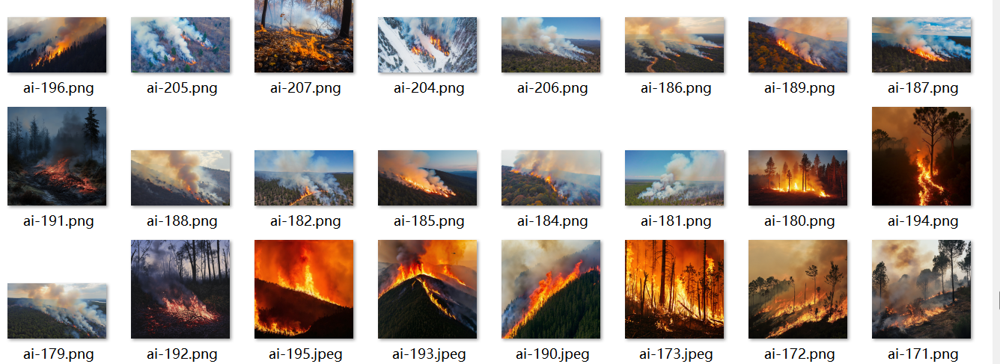 ai-196.png ai-205.png ai-207.png ai-204.png ai-206.png ai-186.png ai-189.png ai-187.png
ai-191.png ai-188.png ai-182.png ai-185.png ai-184.png ai-181.png ai-180.png ai-194.png
ai-179.png ai-192.png ai-195.jpeg ai-193.jpeg ai-190.jpeg ai-173.jpeg ai-172.png ai-171.png